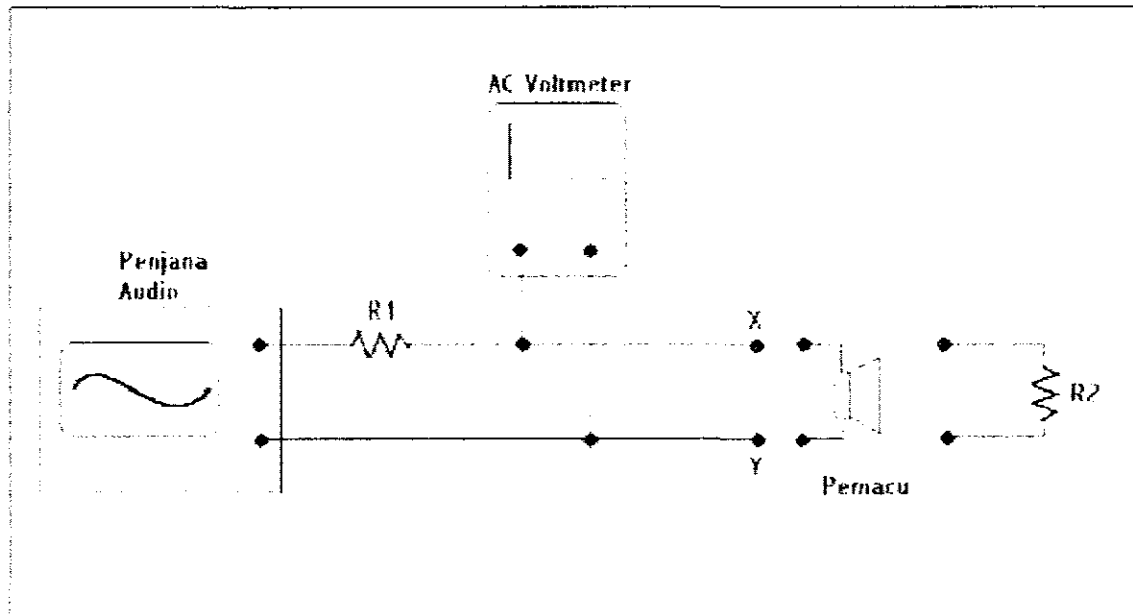 AC Voltmeter
Penjana
Audio
R1
X
R2
Y
Pemacu